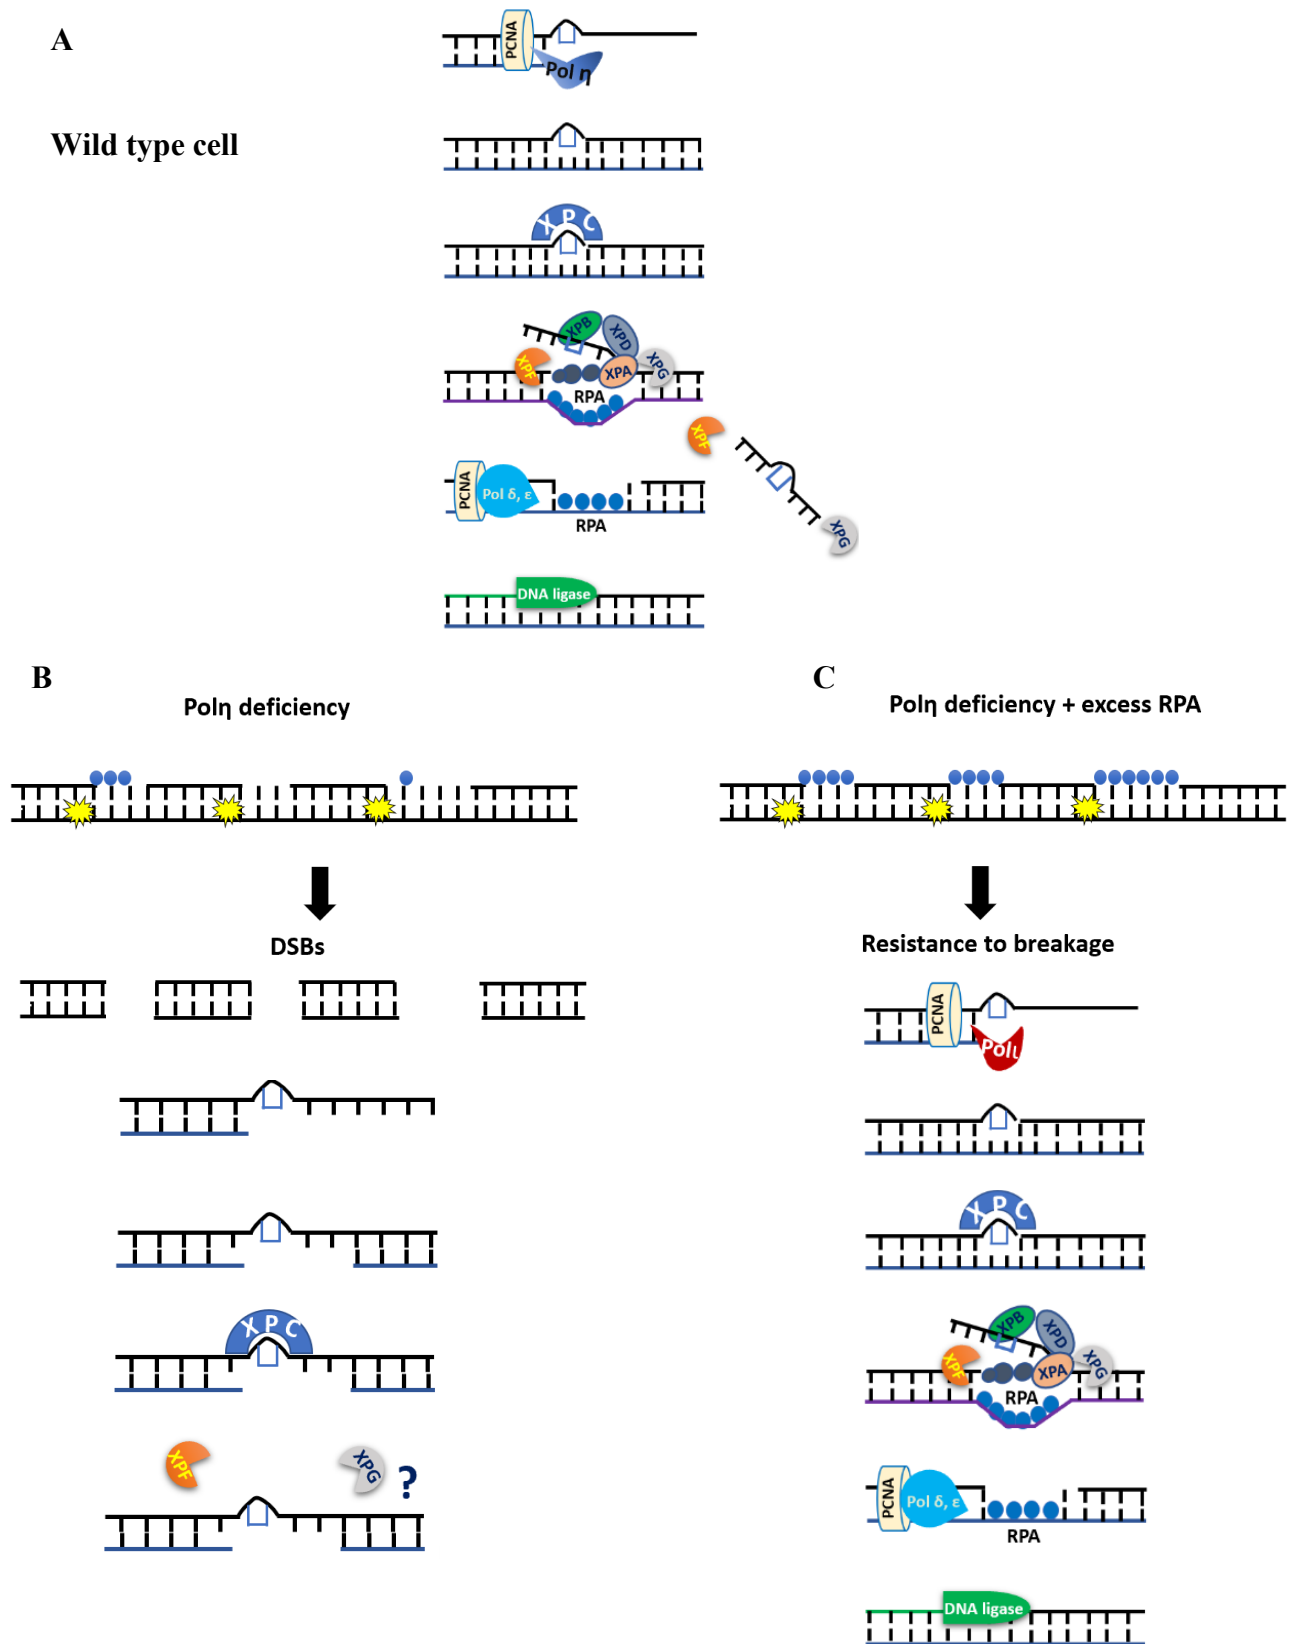 A
PCNA
Pol η
Wild type cell
XPC
XPB
XPD
XPF
XPA
XPG
RPA
XPF
PCNA
Pol δ, ε
RPA
XPG
DNA ligase
B
Polη deficiency
DSBs
XPC
XPF
XPG
?
C
Polη deficiency + excess RPA
Resistance to breakage
PCNA
Polι
XPC
XPB
XPD
XPF
XPA
XPG
RPA
PCNA
Pol δ, ε
RPA
DNA ligase